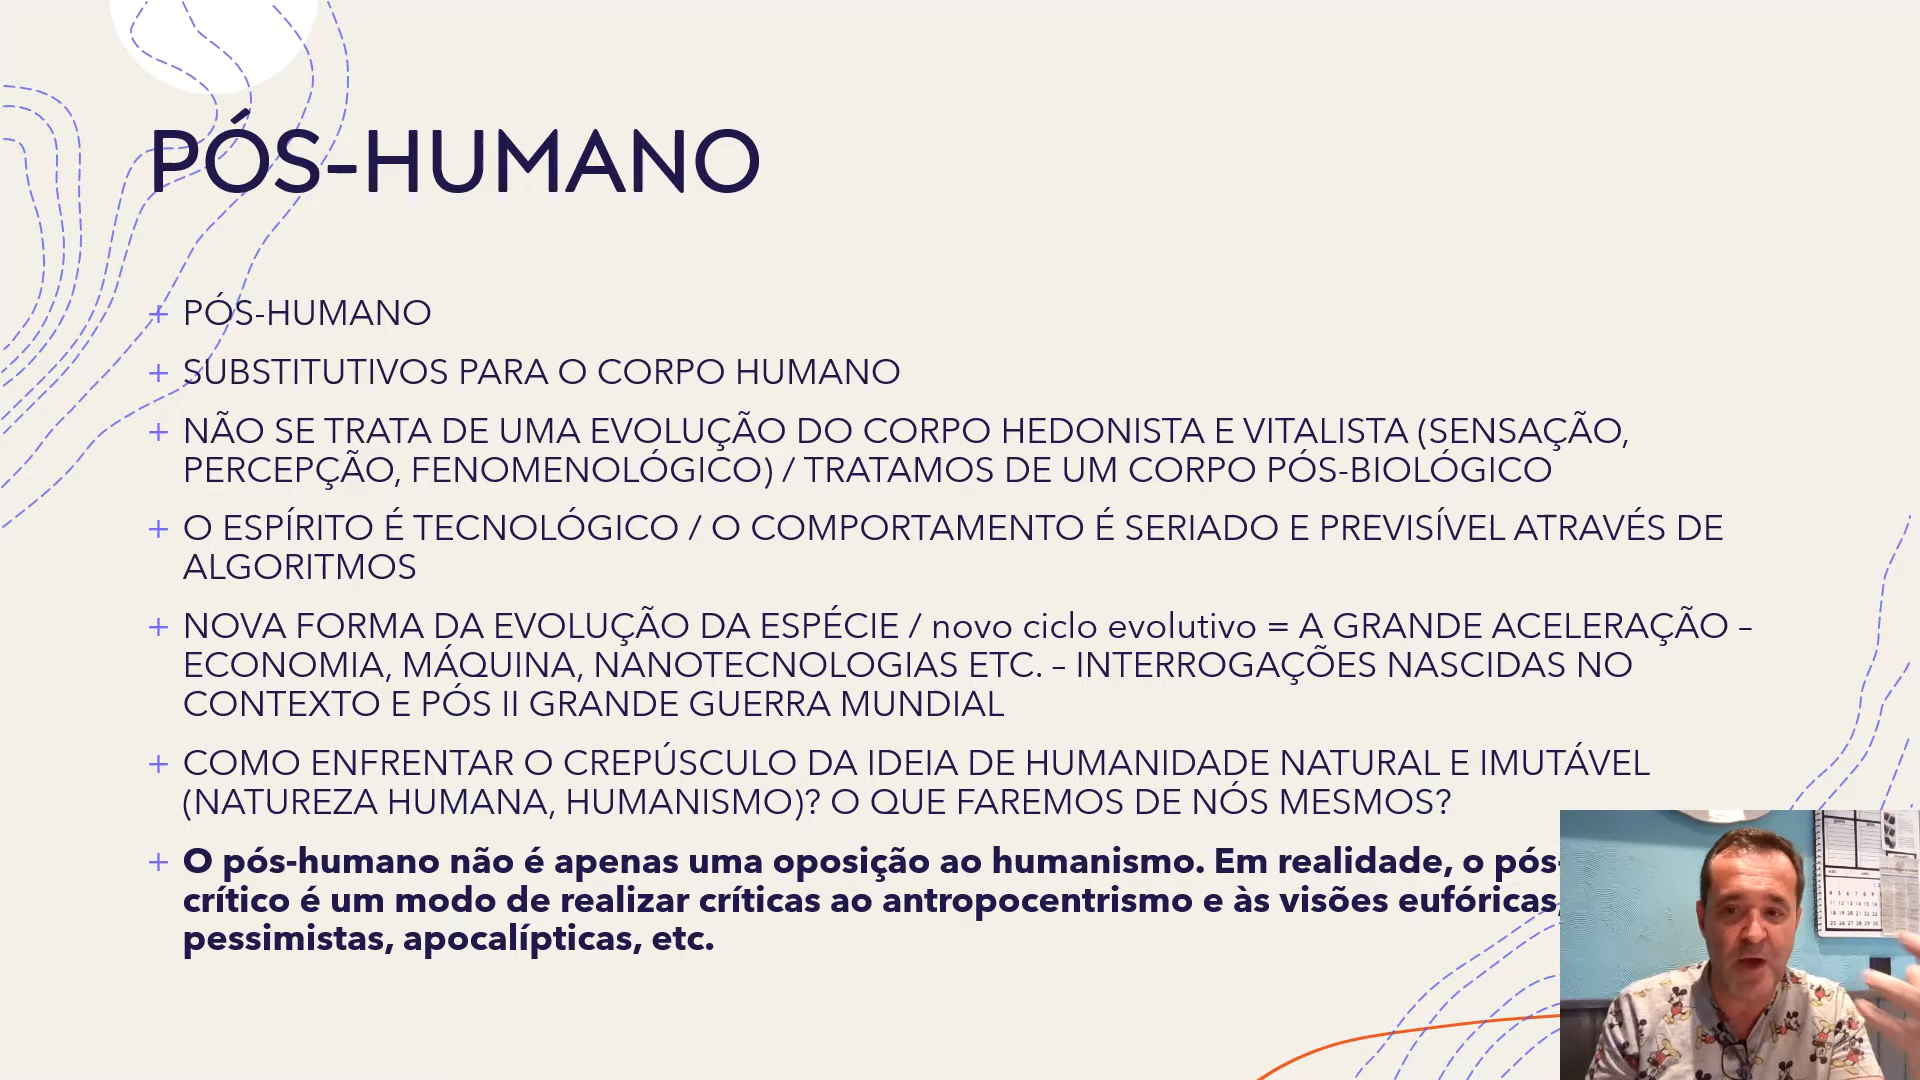 PÓS-HUMANO
+ PÓS-HUMANO
+ SUBSTITUTIVOS PARA O CORPO HUMANO
+ NÃO SE TRATA DE UMA EVOLUÇÃO DO CORPO HEDONISTA E VITALISTA (SENSAÇÃO,
PERCEPÇÃO, FENOMENOLÓGICO) / TRATAMOS DE UM CORPO PÓS-BIOLÓGICO
+ O ESPÍRITO É TECNOLÓGICO / O COMPORTAMENTO É SERIADO E PREVISÍVEL ATRAVÉS DE
ALGORITMOS
+ NOVA FORMA DA EVOLUÇÃO DA ESPÉCIE / novo ciclo evolutivo = A GRANDE ACELERAÇÃO –
ECONOMIA, MÁQUINA, NANOTECNOLOGIAS ETC. – INTERROGAÇÕES NASCIDAS NO
CONTEXTO E PÓS II GRANDE GUERRA MUNDIAL
+ COMO ENFRENTAR O CREPÚSCULO DA IDEIA DE HUMANIDADE NATURAL E IMUTÁVEL
(NATUREZA HUMANA, HUMANISMO)? O QUE FAREMOS DE NÓS MESMOS?
+ O pós-humano não é apenas uma oposição ao humanismo. Em realidade, o pós-
crítico é um modo de realizar críticas ao antropocentrismo e às visões eufóricas,
pessimistas, apocalípticas, etc.